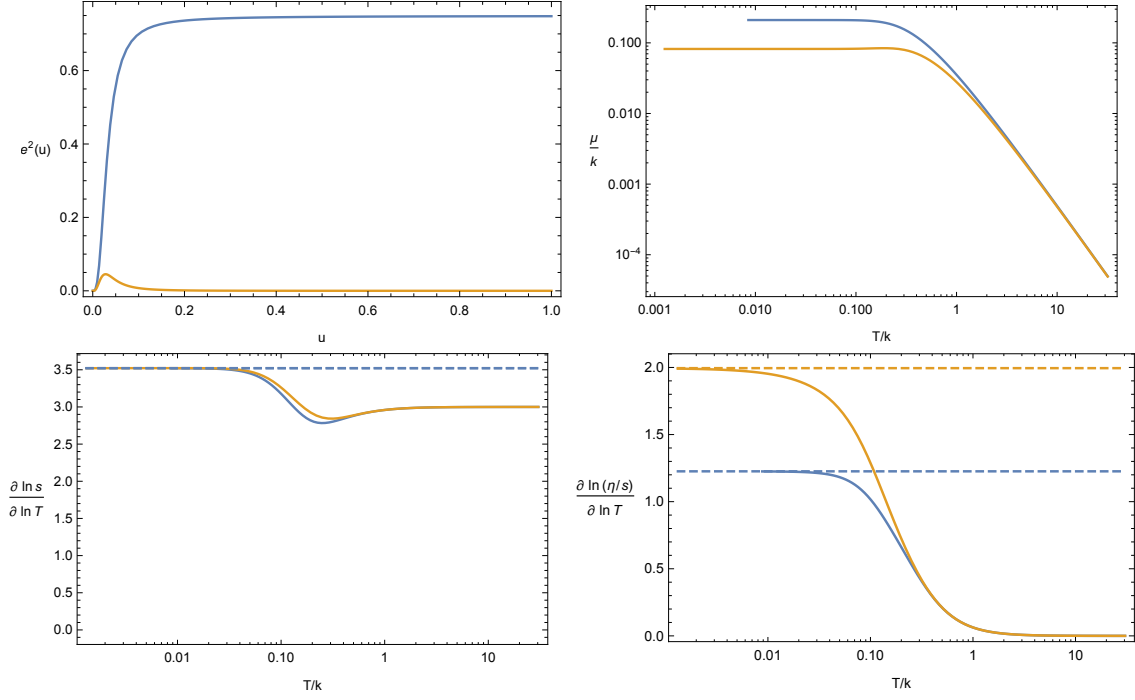 0.6
0.4
e²(u)
0.2
0.0
0.0 0.2 0.4 0.6 0.8 1.0
u
0.100
0.010
μ/k
0.001
10⁻⁴
0.001 0.010 0.100 1 10
T/k
3.5
3.0
2.5
2.0
∂ ln s
∂ ln T
1.5
1.0
0.5
0.0
0.01 0.10 1 10
T/k
2.0
1.5
∂ ln (η/s)
∂ ln T
1.0
0.5
0.0
0.01 0.10 1 10
T/k